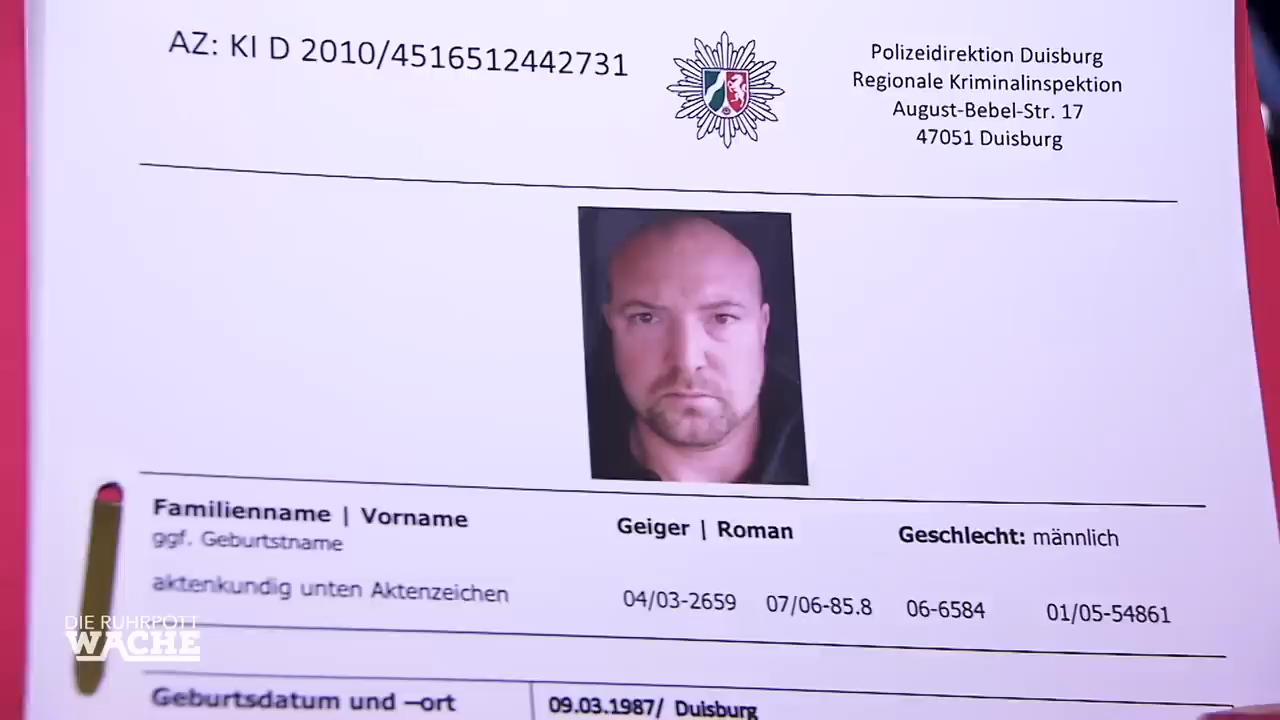 AZ: KI D 2010/4516512442731
Polizeidirektion Duisburg
Regionale Kriminalinspektion
August-Bebel-Str. 17
47051 Duisburg
Familienname | Vorname
ggf. Geburtstname
Geiger | Roman
Geschlecht: männlich
aktenkundig unten Aktenzeichen
04/03-2659 07/06-85.8 06-6584 01/05-54861
DIE RUHRPOTT
WACHE
Geburtsdatum und –ort
09.03.1987/ Duisburg